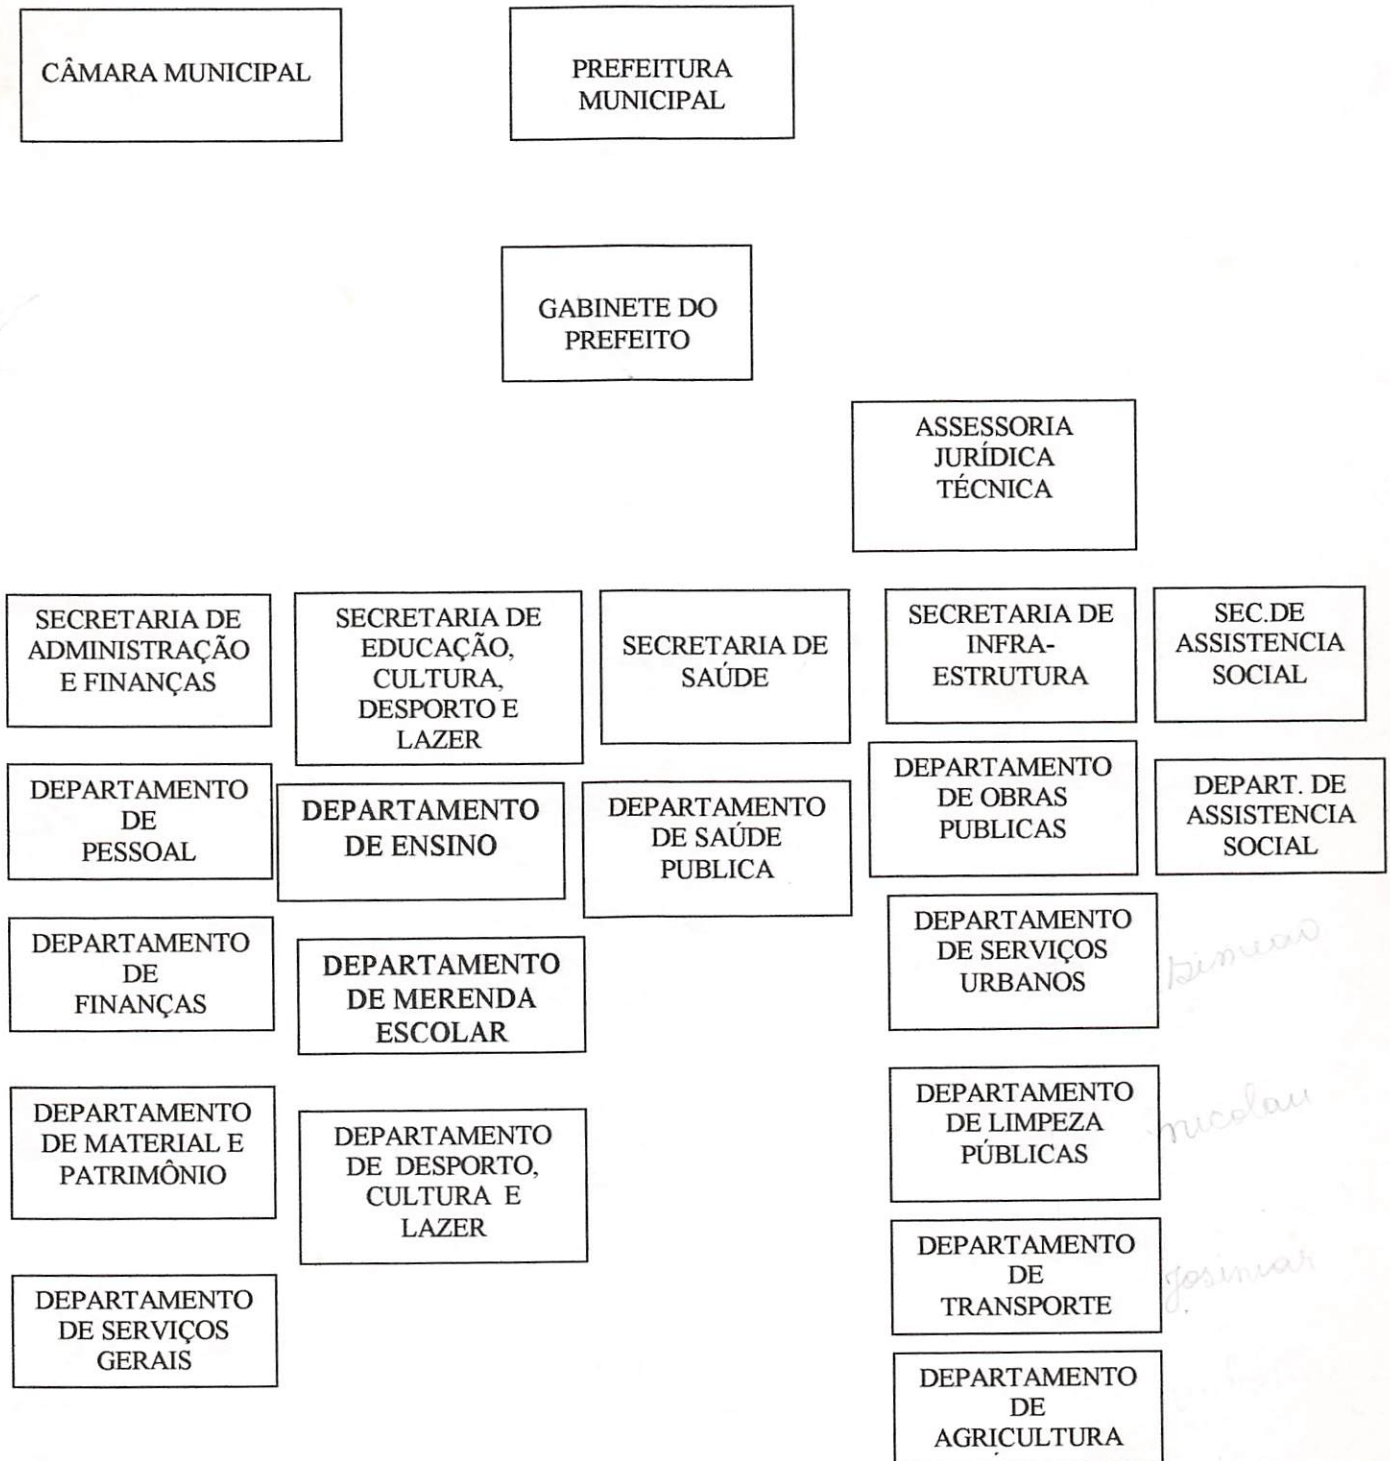 CÂMARA MUNICIPAL
PREFEITURA
MUNICIPAL
GABINETE DO
PREFEITO
ASSESSORIA
JURÍDICA
TÉCNICA
SECRETARIA DE
ADMINISTRAÇÃO
E FINANÇAS
SECRETARIA DE
EDUCAÇÃO,
CULTURA,
DESPORTO E
LAZER
SECRETARIA DE
SAÚDE
SECRETARIA DE
INFRA-
ESTRUTURA
SEC.DE
ASSISTENCIA
SOCIAL
DEPARTAMENTO
DE
PESSOAL
DEPARTAMENTO
DE ENSINO
DEPARTAMENTO
DE SAÚDE
PUBLICA
DEPARTAMENTO
DE OBRAS
PUBLICAS
DEPART. DE
ASSISTENCIA
SOCIAL
DEPARTAMENTO
DE
FINANÇAS
DEPARTAMENTO
DE MERENDA
ESCOLAR
DEPARTAMENTO
DE SERVIÇOS
URBANOS
DEPARTAMENTO
DE MATERIAL E
PATRIMÔNIO
DEPARTAMENTO
DE DESPORTO,
CULTURA E
LAZER
DEPARTAMENTO
DE LIMPEZA
PÚBLICAS
nicolau
DEPARTAMENTO
DE SERVIÇOS
GERAIS
DEPARTAMENTO
DE
TRANSPORTE
Josimar
DEPARTAMENTO
DE
AGRICULTURA